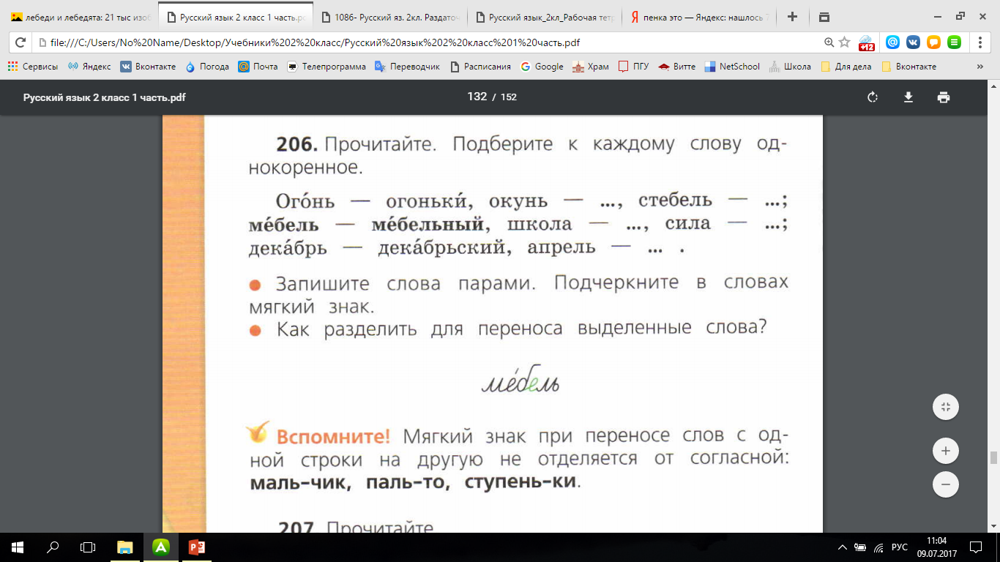 лебеди и лебедята: 21 тыс изоб
Русский язык 2 класс 1 часть.pd
1086- Русский яз. 2кл. Раздаточ
Русский язык_2кл_Рабочая тетр
пенка это — Яндекс: нашлось
file:///C:/Users/No%20Name/Desktop/Учебники%202%20класс/Русский%20язык%202%20класс%201%20часть.pdf
+12
Сервисы Яндекс Вконтакте Погода Почта Телепрограмма Переводчик Расписания Google Храм ПГУ Витте NetSchool Школа Для дела Вконтакте »
Русский язык 2 класс 1 часть.pdf
132 / 152
206. Прочитайте. Подберите к каждому слову од-
нокоренное.
Ого́нь — огоньки́, окунь — ..., стебель — ...;
ме́бель — ме́бельный, школа — ..., сила — ...;
дека́брь — дека́брьский, апрель — ... .
Запишите слова парами. Подчеркните в словах
мягкий знак.
Как разделить для переноса выделенные слова?
ме́бель
Вспомните! Мягкий знак при переносе слов с од-
ной строки на другую не отделяется от согласной:
маль-чик, паль-то, ступень-ки.
207. Прочитайте.
РУС
11:04
09.07.2017